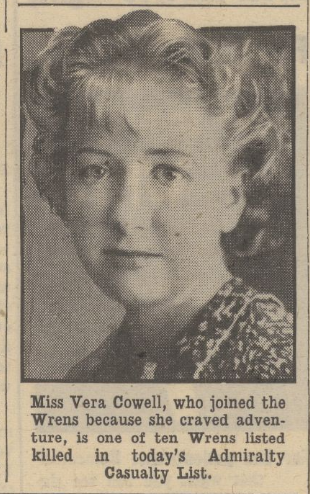 Miss Vera Cowell, who joined the
Wrens because she craved adven-
ture, is one of ten Wrens listed
killed in today's Admiralty
Casualty List.